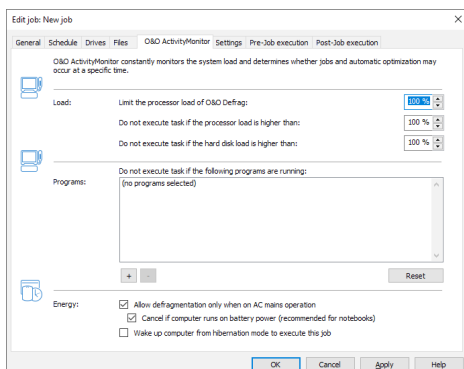 Edit job: New job
General Schedule Drives Files O&O ActivityMonitor Settings Pre-Job execution Post-Job execution
O&O ActivityMonitor constantly monitors the system load and determines whether jobs and automatic optimization may
occur at a specific time.
Load: Limit the processor load of O&O Defrag: 100 %
Do not execute task if the processor load is higher than: 100 %
Do not execute task if the hard disk load is higher than: 100 %
Do not execute task if the following programs are running:
Programs: (no programs selected)
+ - Reset
Energy: Allow defragmentation only when on AC mains operation
Cancel if computer runs on battery power (recommended for notebooks)
Wake up computer from hibernation mode to execute this job
OK Cancel Apply Help